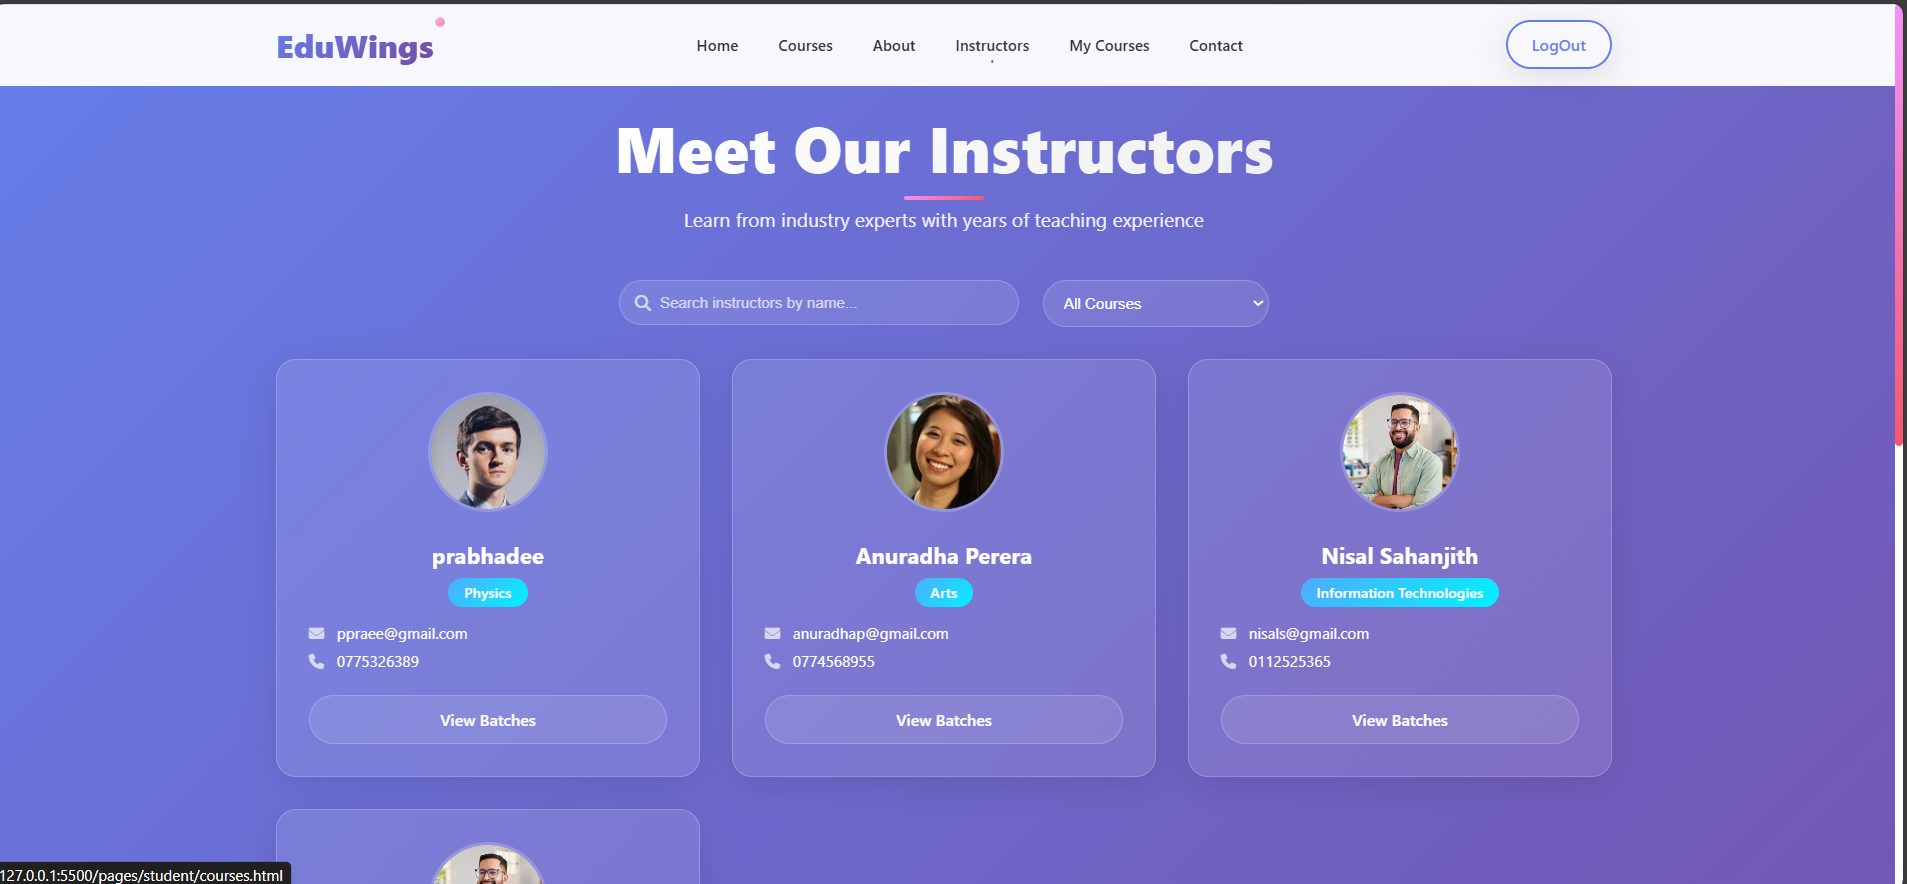 EduWings
Home Courses About Instructors My Courses Contact
LogOut
Meet Our Instructors
Learn from industry experts with years of teaching experience
Search instructors by name...
All Courses
prabhadee
Physics
ppraee@gmail.com
0775326389
View Batches
Anuradha Perera
Arts
anuradhap@gmail.com
0774568955
View Batches
Nisal Sahanjith
Information Technologies
nisals@gmail.com
0112525365
View Batches
127.0.0.1:5500/pages/student/courses.html